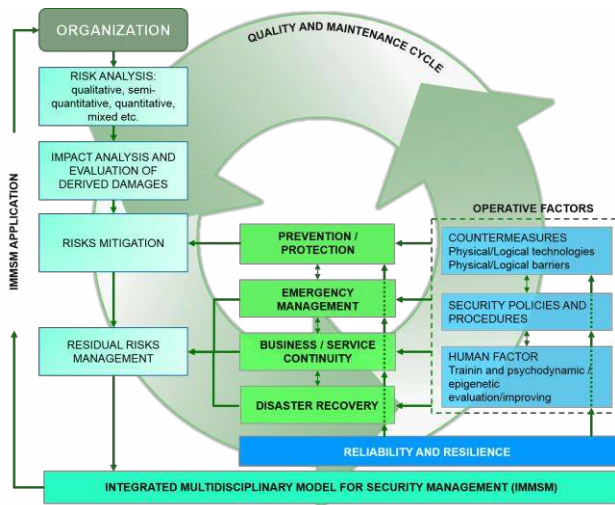 ORGANIZATION
QUALITY AND MAINTENANCE CYCLE
RISK ANALYSIS:
qualitative, semi-
quantitative, quantitative,
mixed etc.
IMPACT ANALYSIS AND
EVALUATION OF
DERIVED DAMAGES
IMMSM APPLICATION
OPERATIVE FACTORS
RISKS MITIGATION
PREVENTION /
PROTECTION
COUNTERMEASURES
Physical/Logical technologies
Physical/Logical barriers
EMERGENCY
MANAGEMENT
SECURITY POLICIES AND
PROCEDURES
RESIDUAL RISKS
MANAGEMENT
BUSINESS / SERVICE
CONTINUITY
HUMAN FACTOR
Trainin and psychodynamic /
epigenetic
evaluation/improving
DISASTER RECOVERY
RELIABILITY AND RESILIENCE
INTEGRATED MULTIDISCIPLINARY MODEL FOR SECURITY MANAGEMENT (IMMSM)